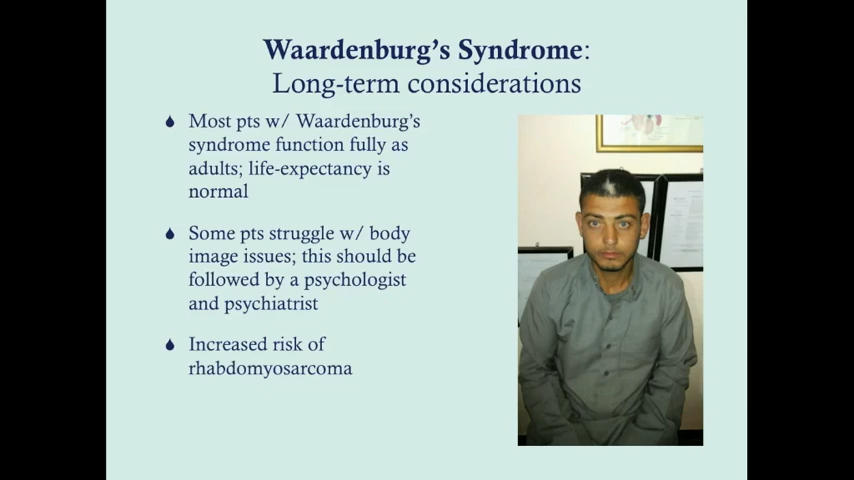 Waardenburg's Syndrome:
Long-term considerations
Most pts w/ Waardenburg's
syndrome function fully as
adults; life-expectancy is
normal
Some pts struggle w/ body
image issues; this should be
followed by a psychologist
and psychiatrist
Increased risk of
rhabdomyosarcoma